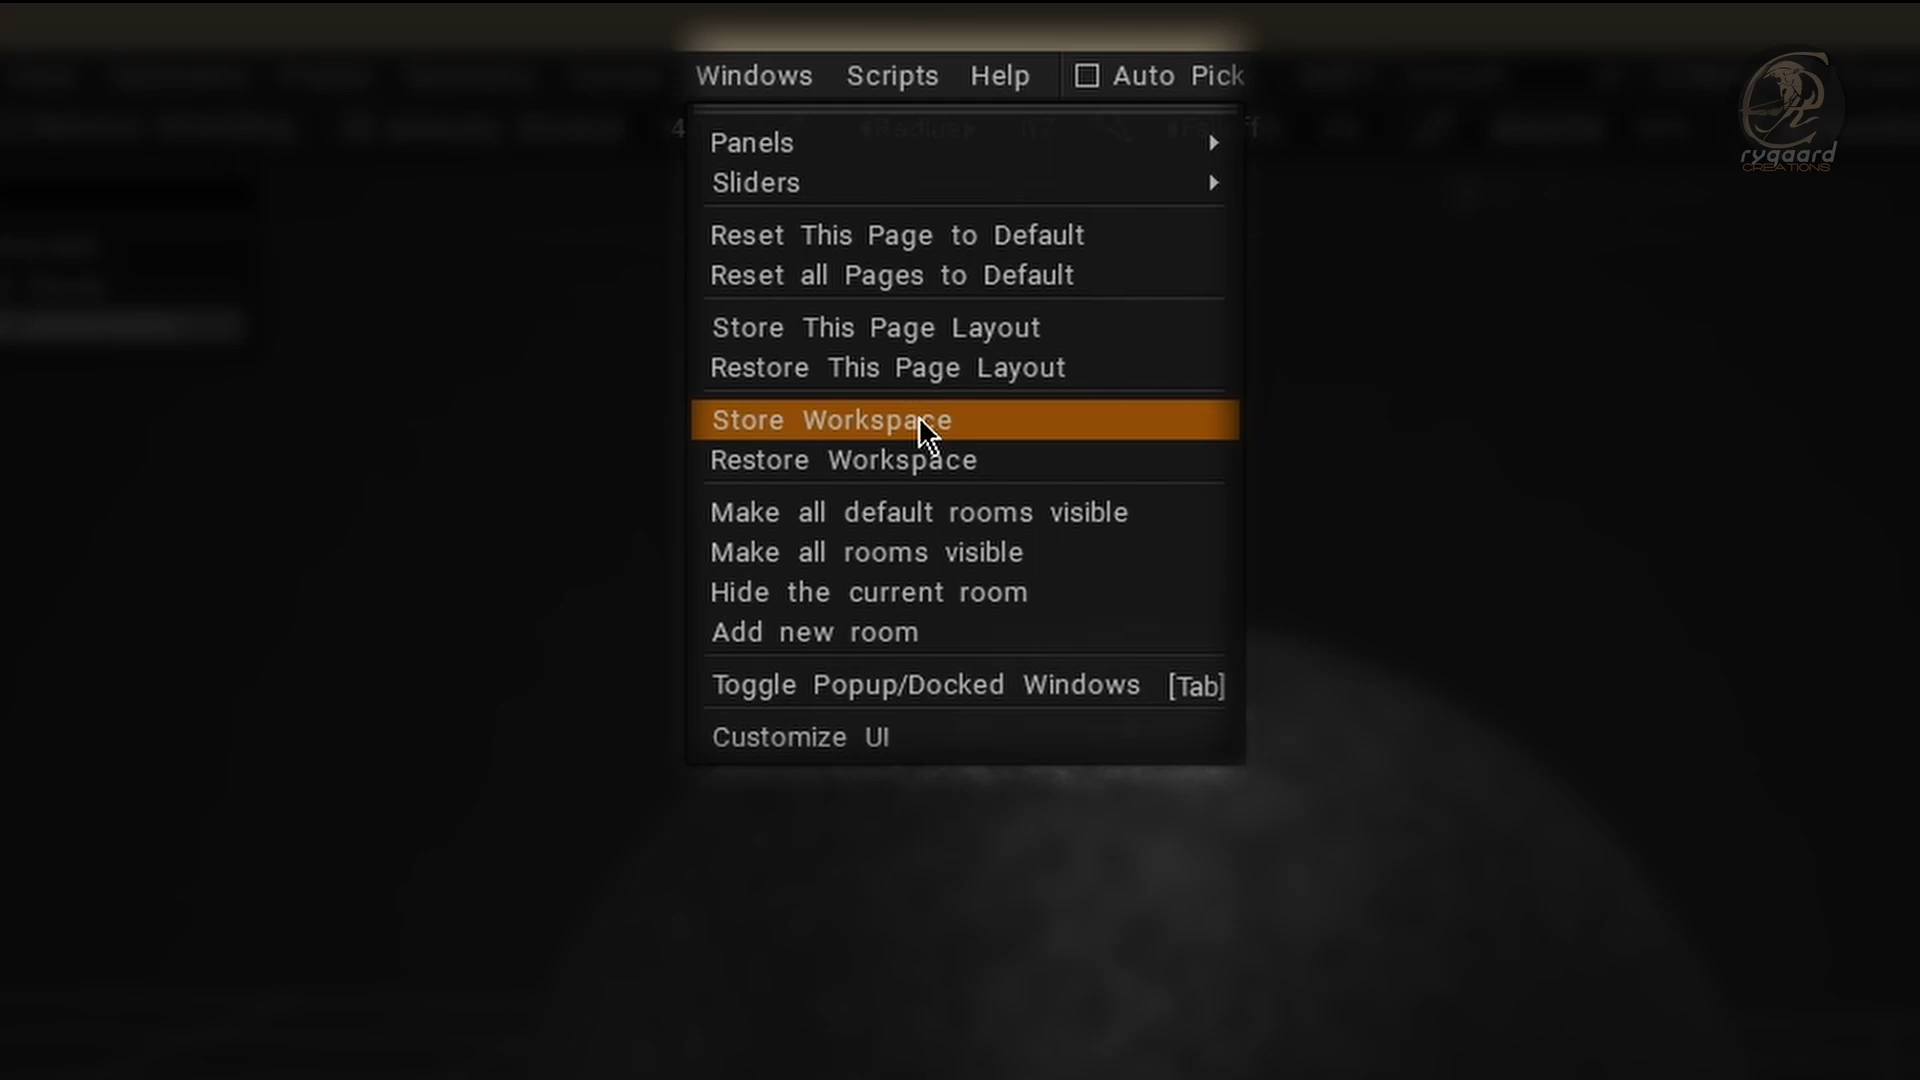 Windows Scripts Help Auto Pick
Panels
Sliders
Reset This Page to Default
Reset all Pages to Default
Store This Page Layout
Restore This Page Layout
Store Workspace
Restore Workspace
Make all default rooms visible
Make all rooms visible
Hide the current room
Add new room
Toggle Popup/Docked Windows [Tab]
Customize UI
rygaard
CREATIONS